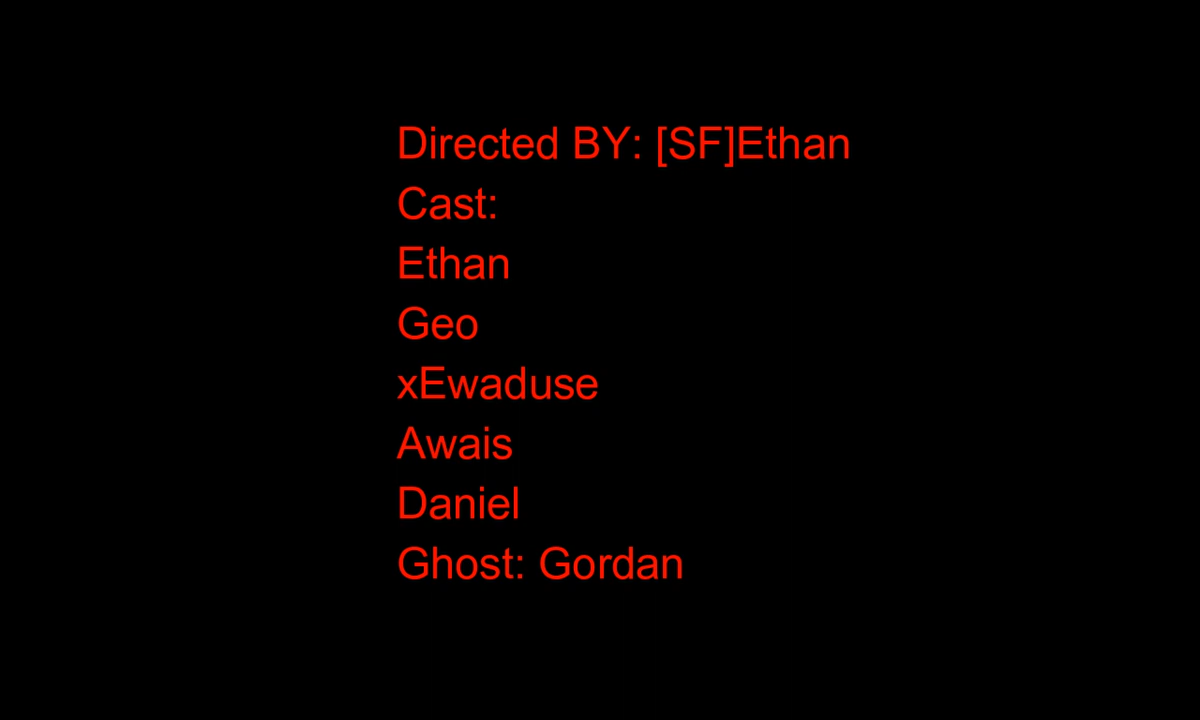 Directed BY: [SF]Ethan
Cast:
Ethan
Geo
xEwaduse
Awais
Daniel
Ghost: Gordan